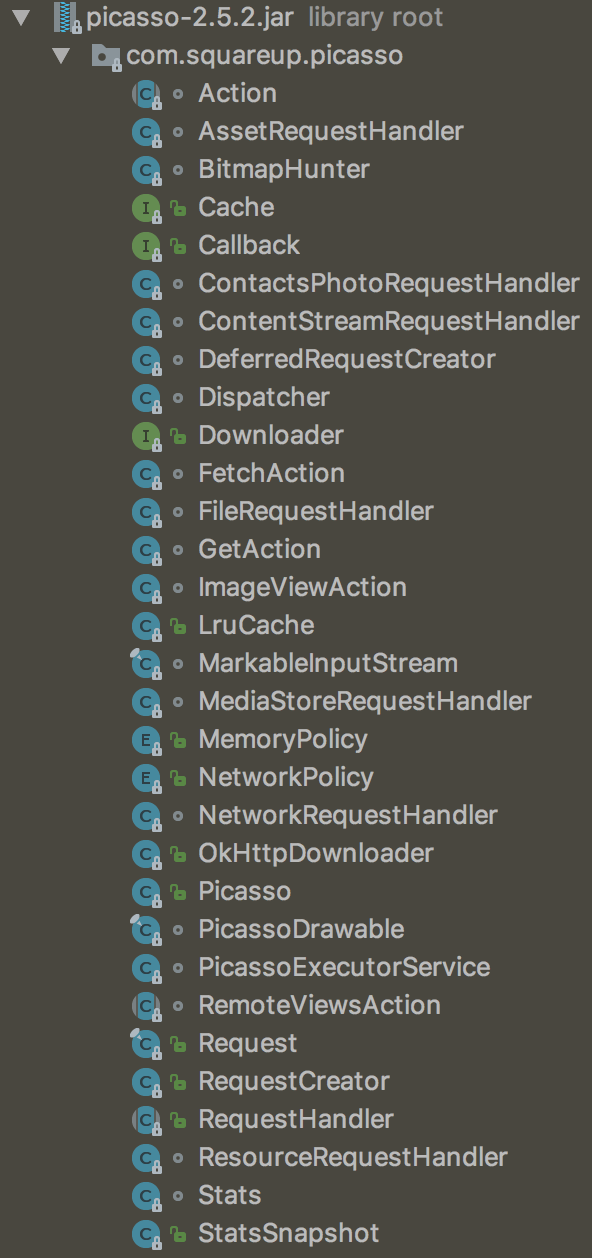 picasso-2.5.2.jar library root
com.squareup.picasso
C Action
C AssetRequestHandler
C BitmapHunter
I Cache
I Callback
C ContactsPhotoRequestHandler
C ContentStreamRequestHandler
C DeferredRequestCreator
C Dispatcher
I Downloader
C FetchAction
C FileRequestHandler
C GetAction
C ImageViewAction
C LruCache
C MarkableInputStream
C MediaStoreRequestHandler
E MemoryPolicy
E NetworkPolicy
C NetworkRequestHandler
C OkHttpDownloader
C Picasso
C PicassoDrawable
C PicassoExecutorService
C RemoteViewsAction
C Request
C RequestCreator
C RequestHandler
C ResourceRequestHandler
C Stats
C StatsSnapshot